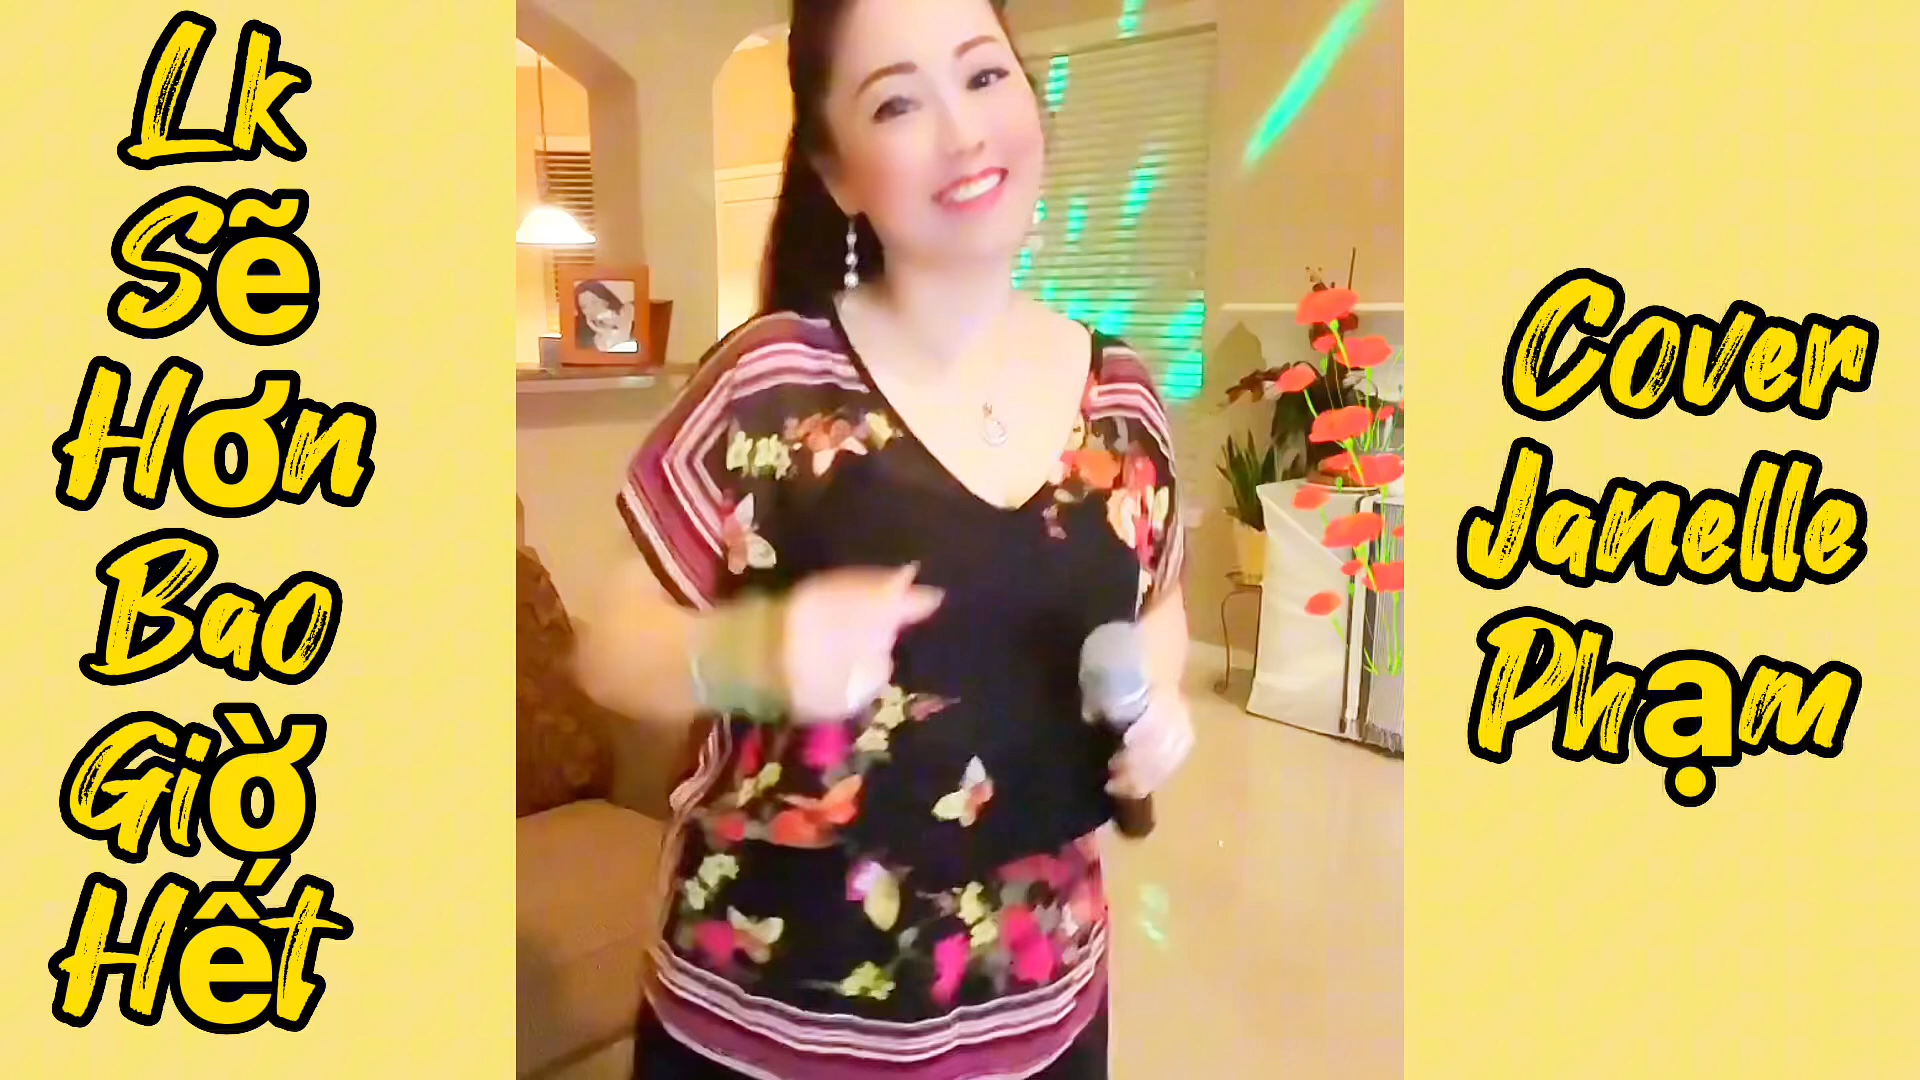 Lk
Sẽ
Hơn
Bao
Giờ
Hết
Cover
Janelle
Phạm